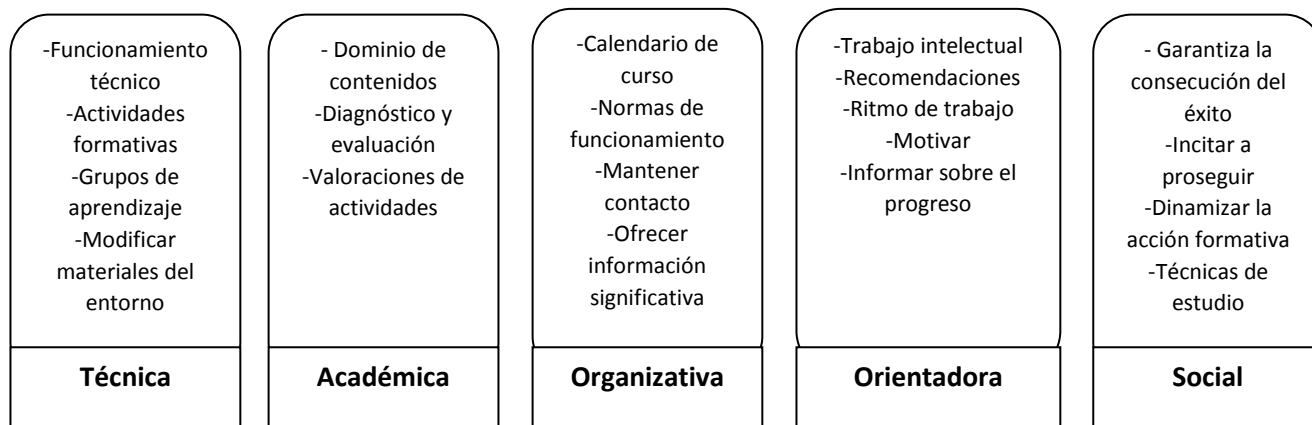 -Funcionamiento
técnico
-Actividades
formativas
-Grupos de
aprendizaje
-Modificar
materiales del
entorno
Técnica
- Dominio de
contenidos
-Diagnóstico y
evaluación
-Valoraciones de
actividades
Académica
-Calendario de
curso
-Normas de
funcionamiento
-Mantener
contacto
-Ofrecer
información
significativa
Organizativa
-Trabajo intelectual
-Recomendaciones
-Ritmo de trabajo
-Motivar
-Informar sobre el
progreso
Orientadora
- Garantiza la
consecución del
éxito
-Incitar a
proseguir
-Dinamizar la
acción formativa
-Técnicas de
estudio
Social